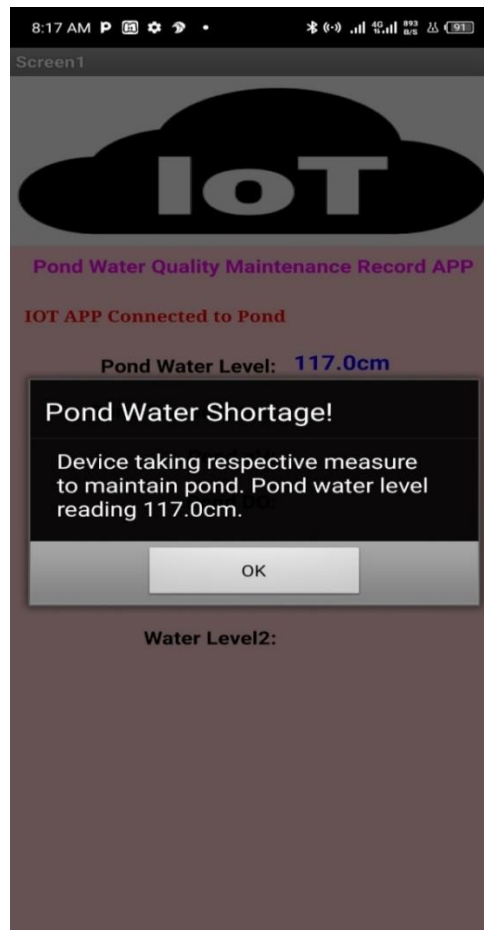 8:17 AM P
4G 893 B/S 91
Screen1
IoT
Pond Water Quality Maintenance Record APP
IOT APP Connected to Pond
Pond Water Level: 117.0cm
Pond Water Shortage!
Device taking respective measure
to maintain pond. Pond water level
reading 117.0cm.
OK
Water Level2: